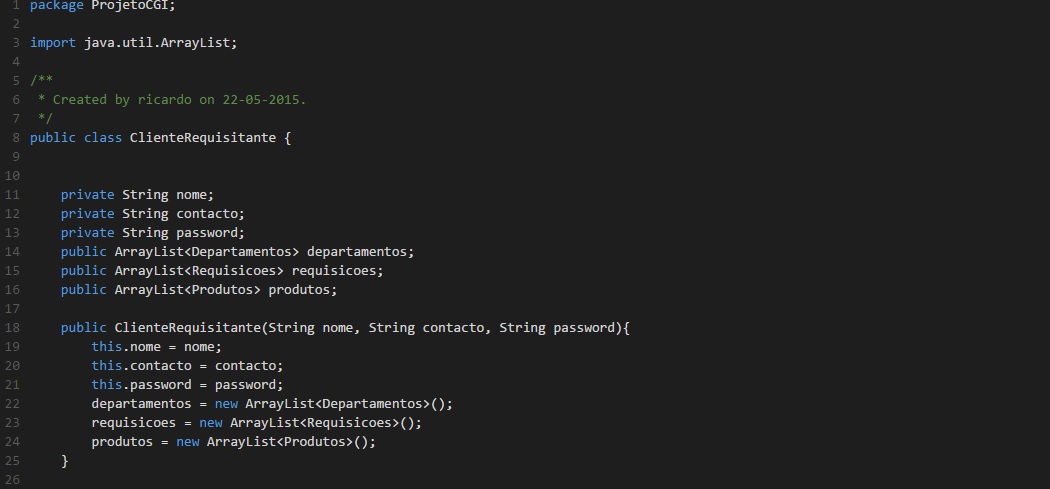 1 package ProjetoCGI;
2
3 import java.util.ArrayList;
4
5 /**
6  * Created by ricardo on 22-05-2015.
7  */
8 public class ClienteRequisitante {
9
10
11     private String nome;
12     private String contacto;
13     private String password;
14     public ArrayList<Departamentos> departamentos;
15     public ArrayList<Requisicoes> requisicoes;
16     public ArrayList<Produtos> produtos;
17
18     public ClienteRequisitante(String nome, String contacto, String password){
19         this.nome = nome;
20         this.contacto = contacto;
21         this.password = password;
22         departamentos = new ArrayList<Departamentos>();
23         requisicoes = new ArrayList<Requisicoes>();
24         produtos = new ArrayList<Produtos>();
25     }
26